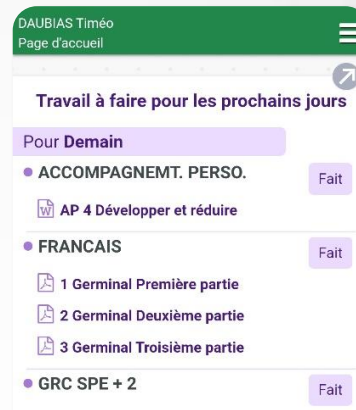 DAUBIAS Timéo
Page d'accueil
Travail à faire pour les prochains jours
Pour Demain
ACCOMPAGNEMT. PERSO.
Fait
AP 4 Développer et réduire
FRANCAIS
Fait
1 Germinal Première partie
2 Germinal Deuxième partie
3 Germinal Troisième partie
GRC SPE + 2
Fait